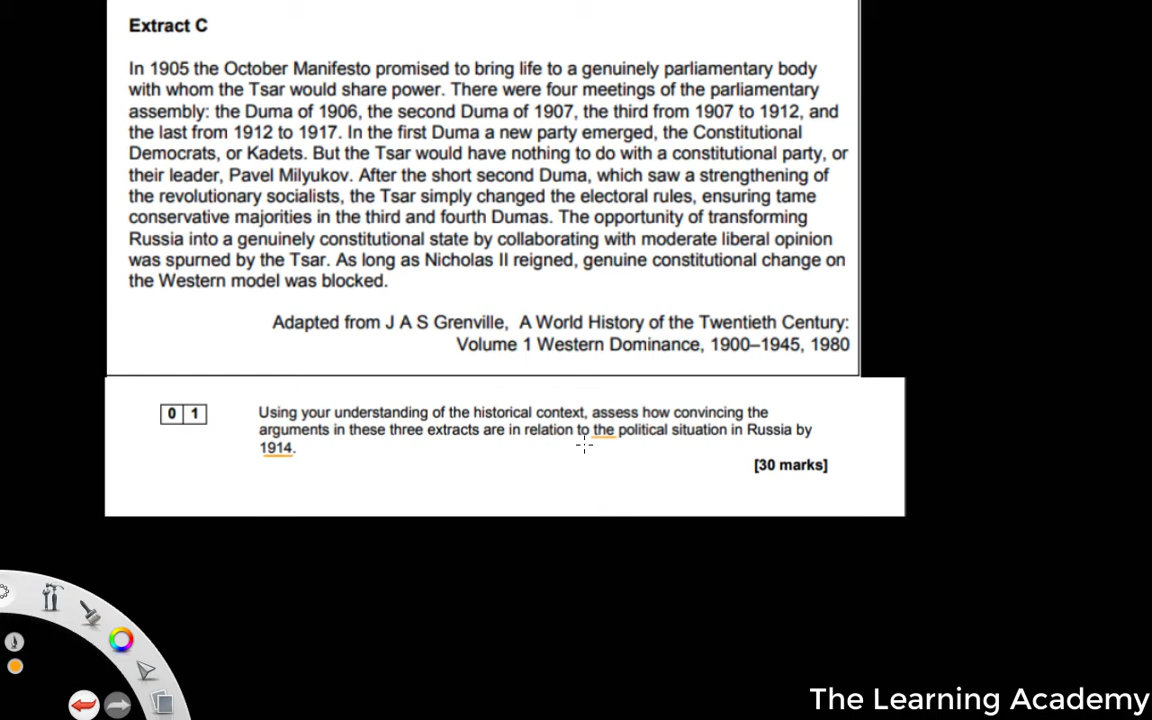 Extract C
In 1905 the October Manifesto promised to bring life to a genuinely parliamentary body
with whom the Tsar would share power. There were four meetings of the parliamentary
assembly: the Duma of 1906, the second Duma of 1907, the third from 1907 to 1912, and
the last from 1912 to 1917. In the first Duma a new party emerged, the Constitutional
Democrats, or Kadets. But the Tsar would have nothing to do with a constitutional party, or
their leader, Pavel Milyukov. After the short second Duma, which saw a strengthening of
the revolutionary socialists, the Tsar simply changed the electoral rules, ensuring tame
conservative majorities in the third and fourth Dumas. The opportunity of transforming
Russia into a genuinely constitutional state by collaborating with moderate liberal opinion
was spurned by the Tsar. As long as Nicholas II reigned, genuine constitutional change on
the Western model was blocked.
Adapted from J A S Grenville, A World History of the Twentieth Century:
Volume 1 Western Dominance, 1900–1945, 1980
0 1
Using your understanding of the historical context, assess how convincing the
arguments in these three extracts are in relation to the political situation in Russia by
1914.
[30 marks]
The Learning Academy